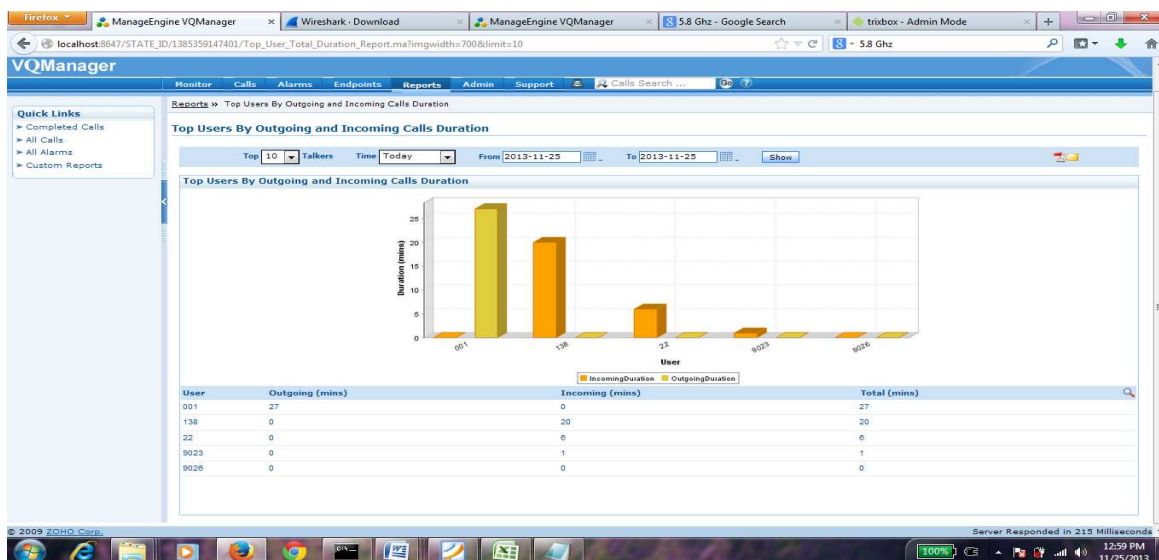 Firefox
ManageEngine VQManager
Wireshark · Download
ManageEngine VQManager
5.8 Ghz - Google Search
trixbox - Admin Mode
localhost:8647/STATE_ID/1385359147401/Top_User_Total_Duration_Report.ma?imgwidth=700&limit=10
5.8 Ghz
VQManager
Monitor Calls Alarms Endpoints Reports Admin Support Calls Search ... Go ?
Quick Links
Completed Calls
All Calls
All Alarms
Custom Reports
Reports » Top Users By Outgoing and Incoming Calls Duration
Top Users By Outgoing and Incoming Calls Duration
Top 10 Talkers Time Today From 2013-11-25 To 2013-11-25 Show
Top Users By Outgoing and Incoming Calls Duration
Duration (mins)
25
20
15
10
5
0
001 138 22 9023 9026
User
IncomingDuration OutgoingDuration
User Outgoing (mins) Incoming (mins) Total (mins)
001 27 0 27
138 0 20 20
22 0 6 6
9023 0 1 1
9026 0 0 0
© 2009 ZOHO Corp.
Server Responded in 215 Milliseconds
100%
12:59 PM
11/25/2013